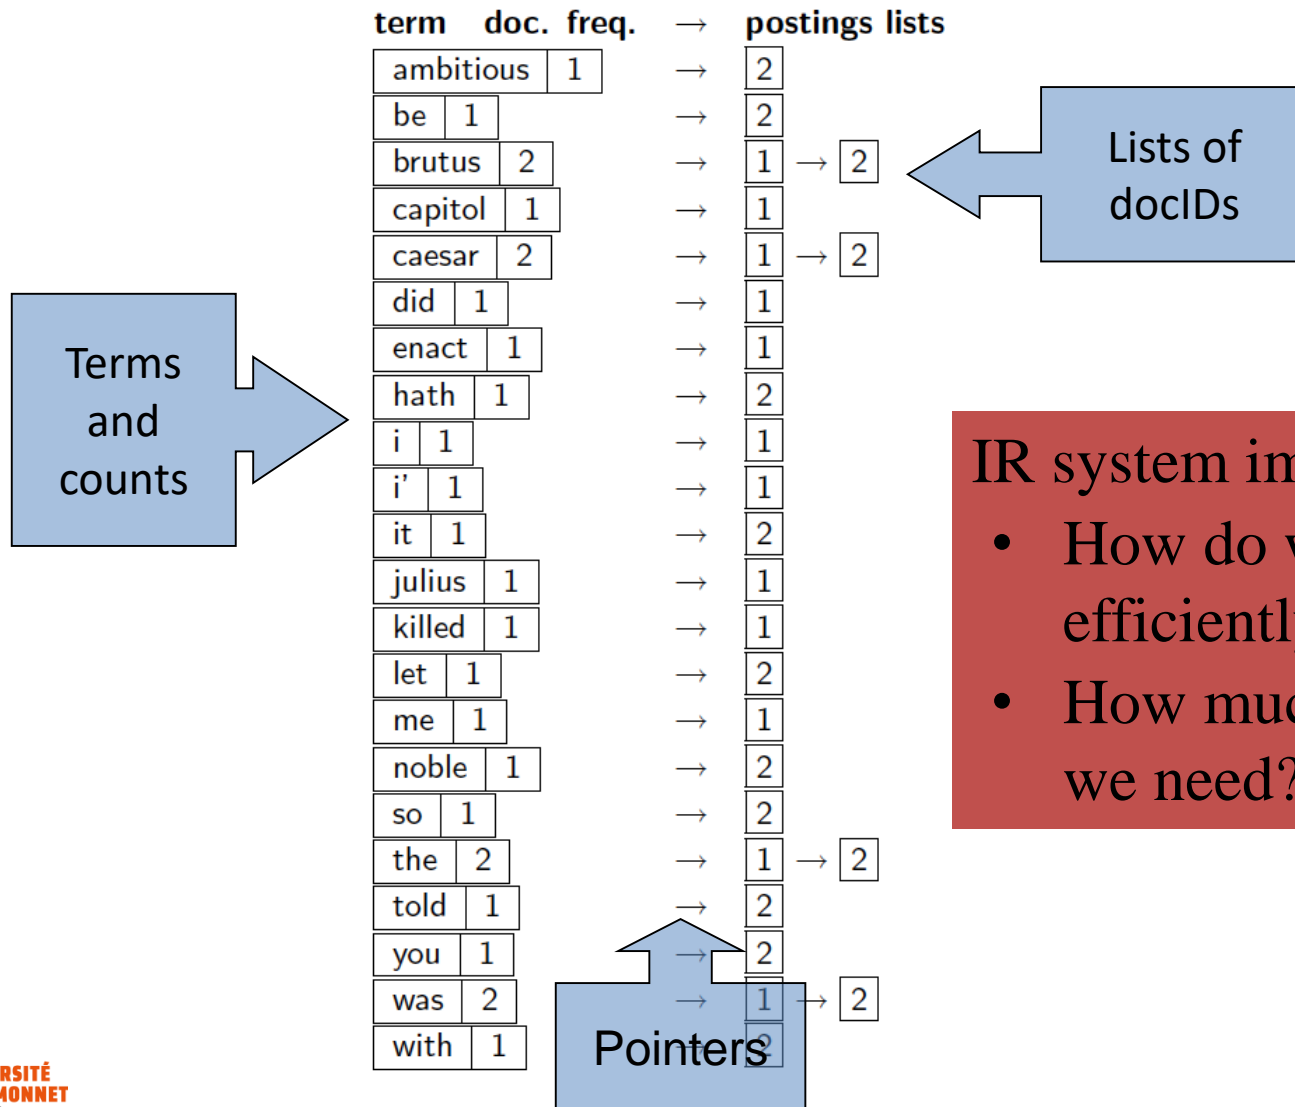 term doc. freq. → postings lists
ambitious 1 → 2
be 1 → 2
brutus 2 → 1 → 2
capitol 1 → 1
caesar 2 → 1 → 2
did 1 → 1
enact 1 → 1
hath 1 → 2
i 1 → 1
i' 1 → 1
it 1 → 2
julius 1 → 1
killed 1 → 1
let 1 → 2
me 1 → 1
noble 1 → 2
so 1 → 2
the 2 → 1 → 2
told 1 → 2
you 1 → 2
was 2 → 1 → 2
with 1 → 2
Lists of
docIDs
Terms
and
counts
IR system im
• How do w
efficiently
• How muc
we need?
Pointers
RSITÉ
MONNET